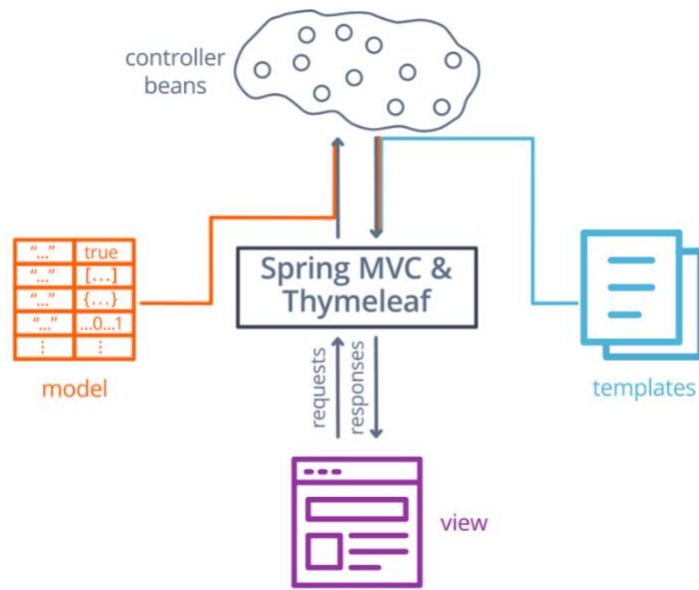 controller
beans
Spring MVC &
Thymeleaf
"..." true
"..." [...]
"..." {...}
"..." ...0...1
⋮ ⋮
model
templates
requests
responses
view